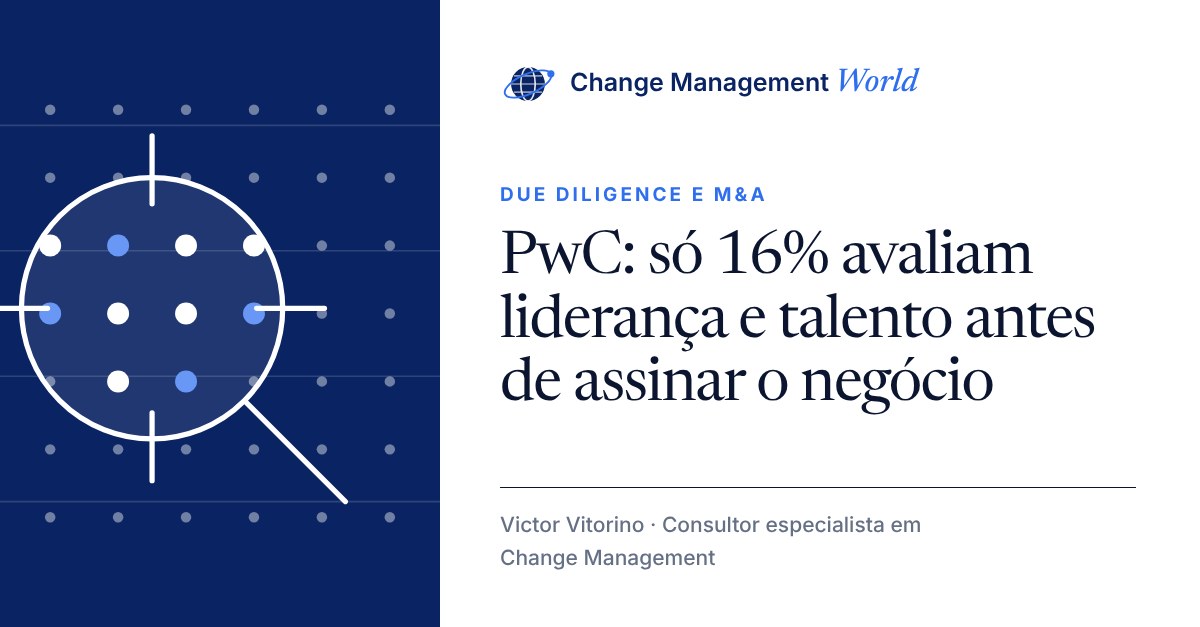 Change Management World
DUE DILIGENCE E M&A
PwC: só 16% avaliam
liderança e talento antes
de assinar o negócio
Victor Vitorino · Consultor especialista em
Change Management